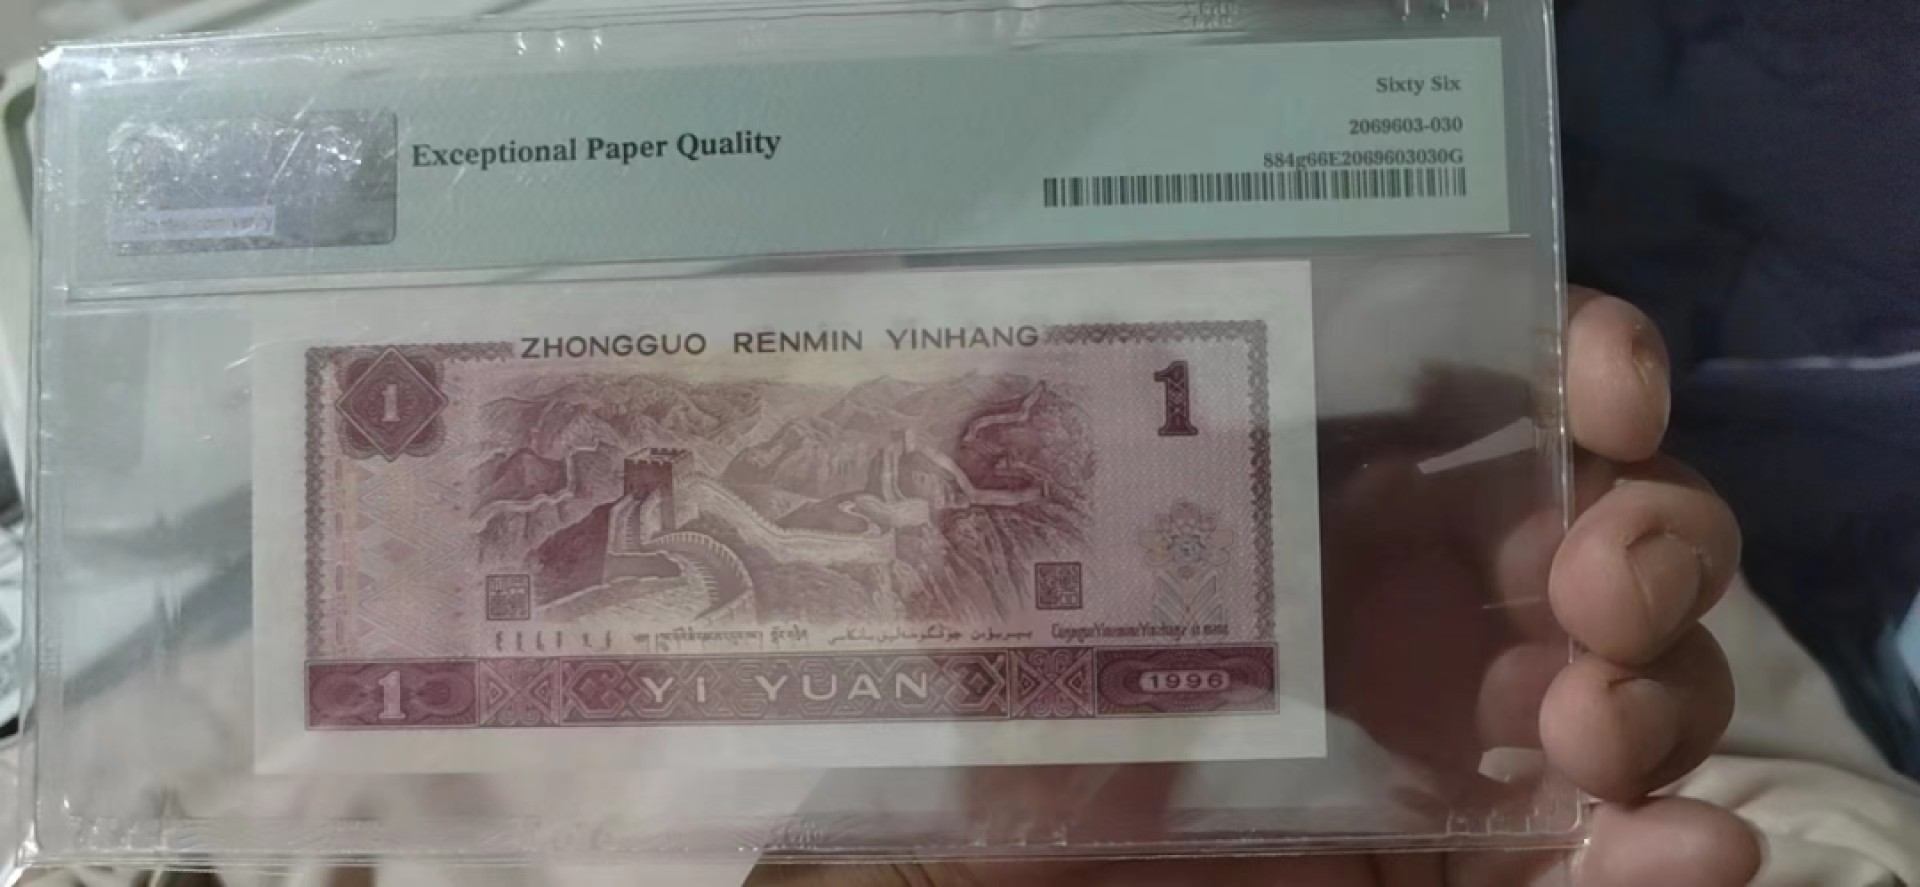 Exceptional Paper Quality
Sixty Six
2069603-030
884g66E2069603030G
ZHONGGUO RENMIN YINHANG
1
1
1
YI YUAN
1996